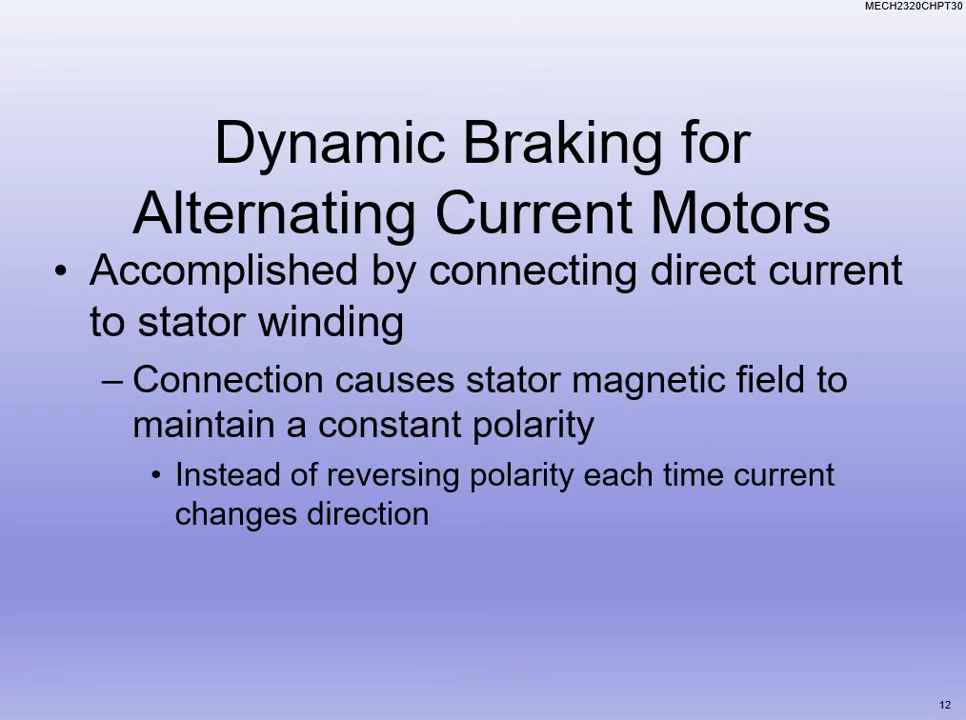 MECH2320CHPT30
Dynamic Braking for
Alternating Current Motors
• Accomplished by connecting direct current
to stator winding
– Connection causes stator magnetic field to
maintain a constant polarity
• Instead of reversing polarity each time current
changes direction
12